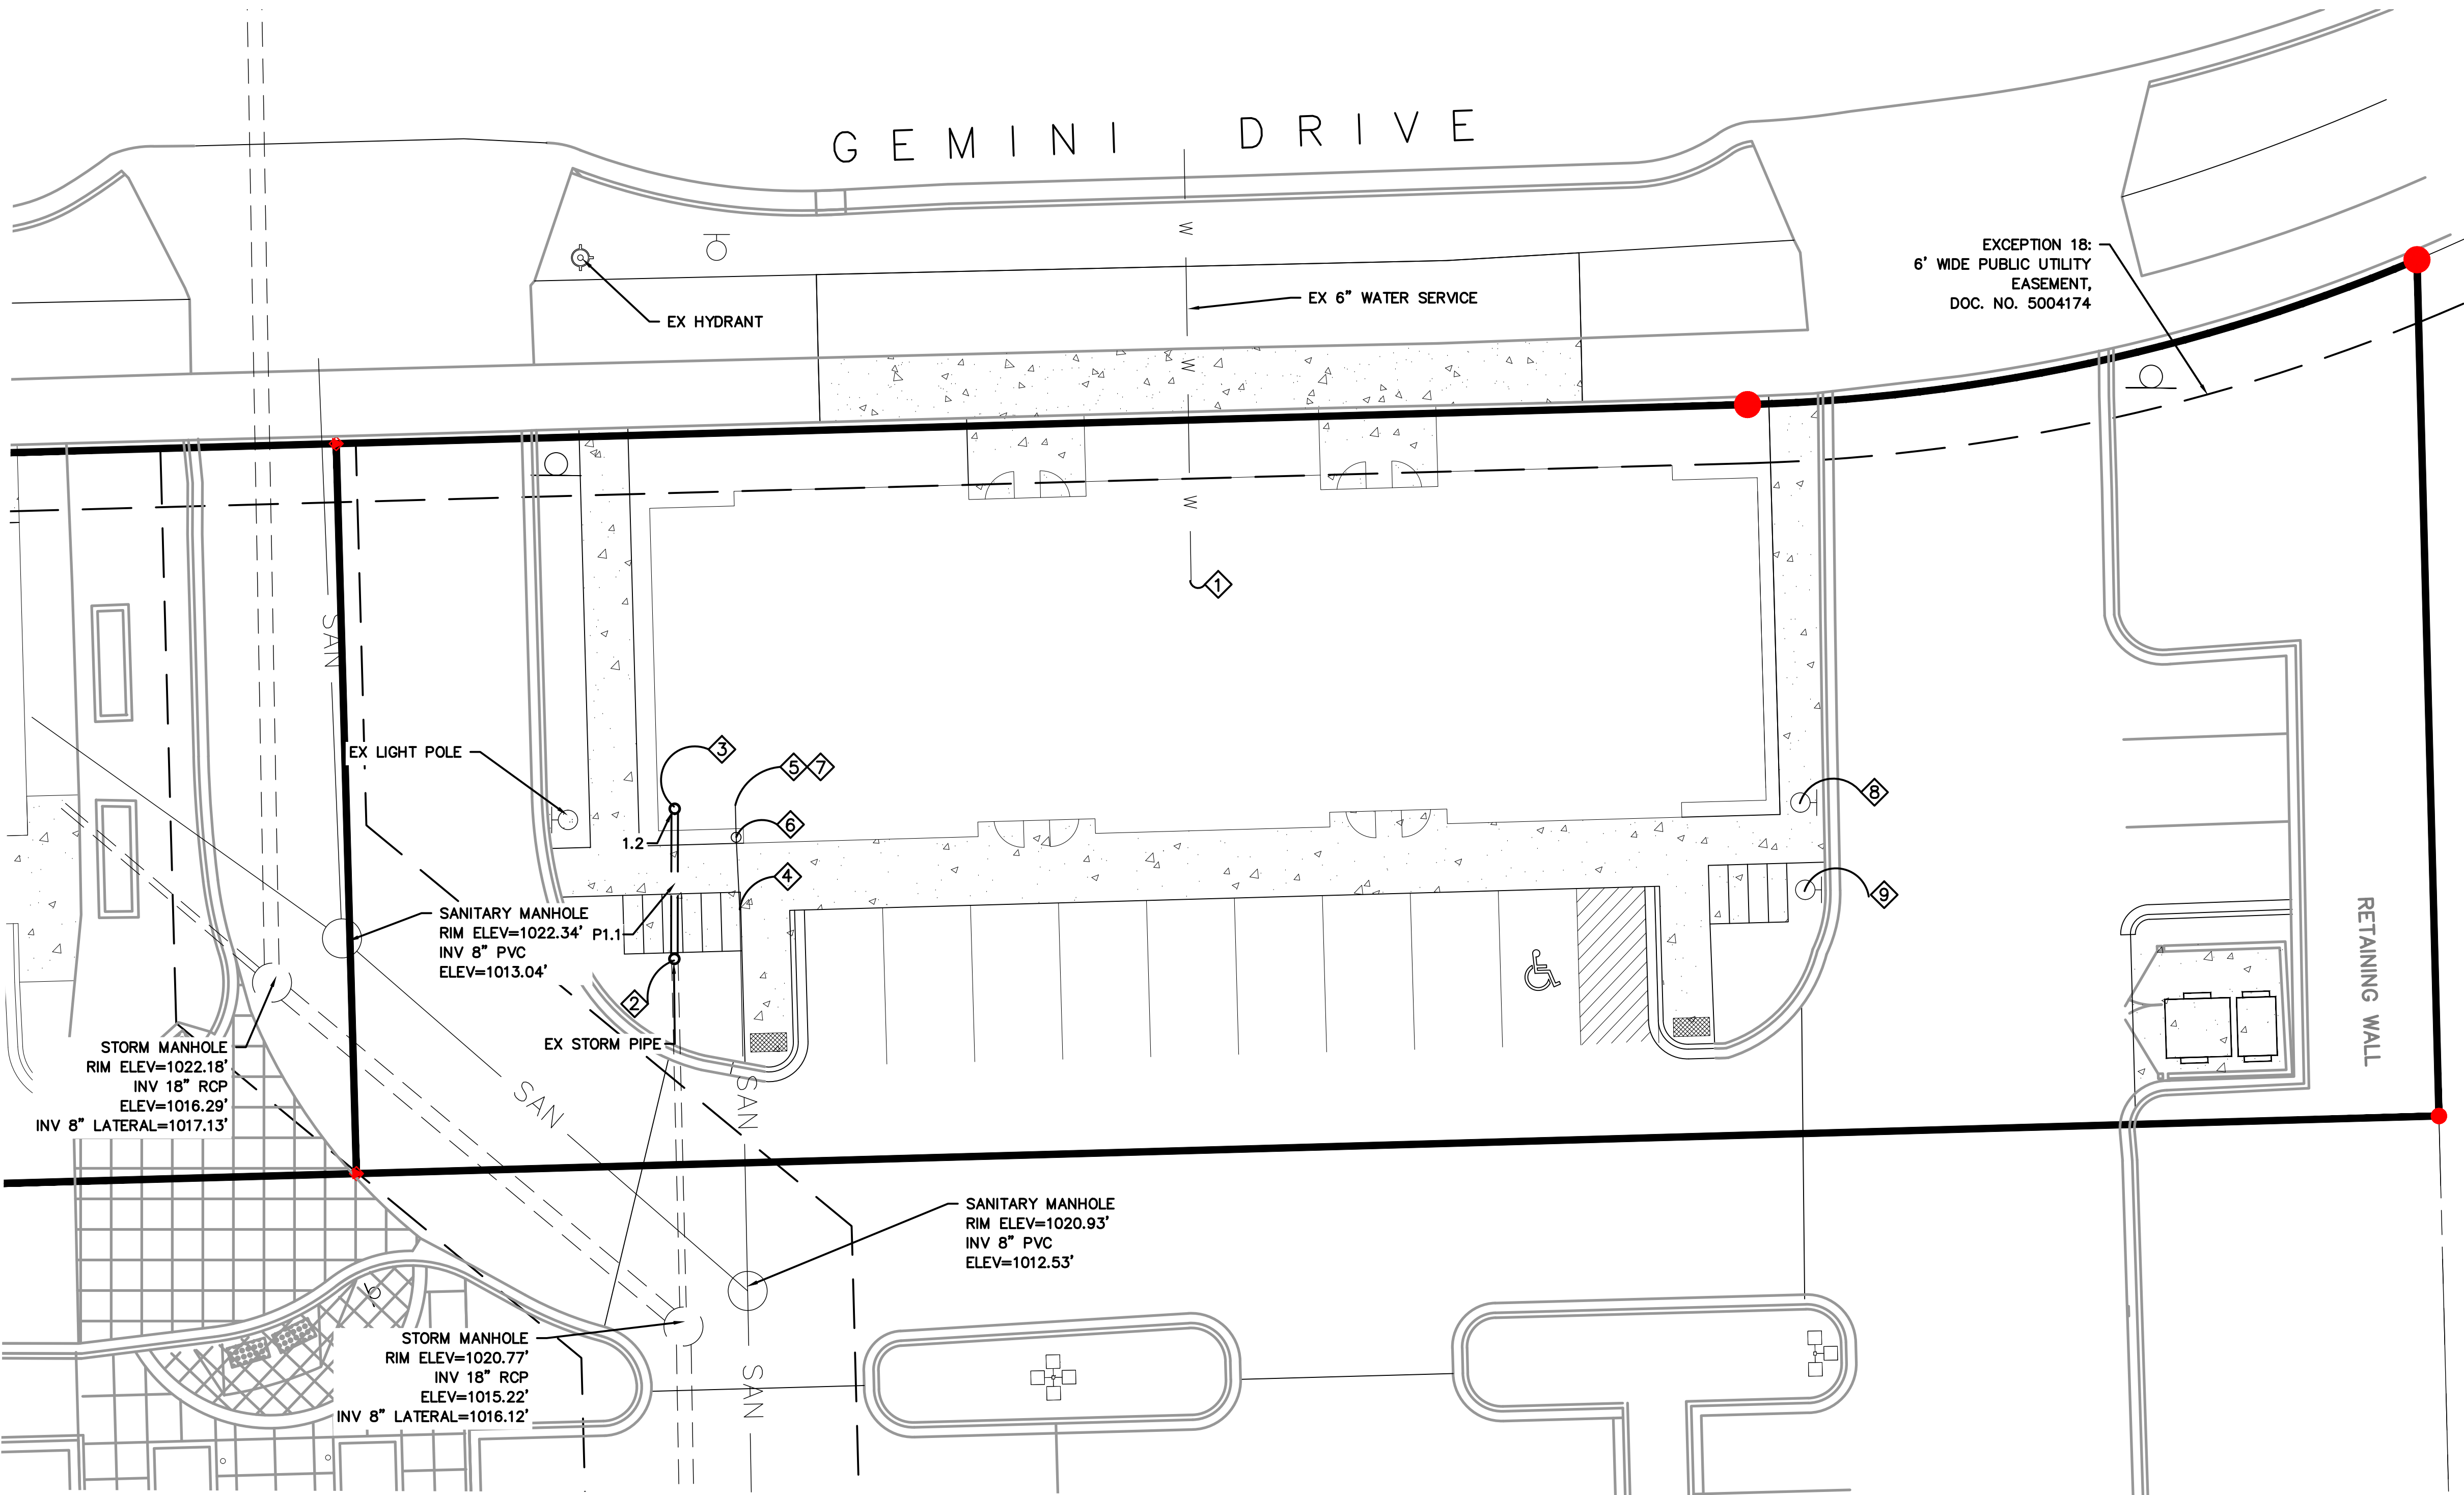 GEMINI DRIVE
W
EXCEPTION 18:
6' WIDE PUBLIC UTILITY
EASEMENT,
DOC. NO. 5004174
EX HYDRANT
EX 6" WATER SERVICE
W
W
W
1
SAN
EX LIGHT POLE
3
5 7
6
1.2
4
8
9
SANITARY MANHOLE
RIM ELEV=1022.34'
INV 8" PVC
ELEV=1013.04'
P1.1
2
EX STORM PIPE
RETAINING WALL
STORM MANHOLE
RIM ELEV=1022.18'
INV 18" RCP
ELEV=1016.29'
INV 8" LATERAL=1017.13'
SAN
SAN
SANITARY MANHOLE
RIM ELEV=1020.93'
INV 8" PVC
ELEV=1012.53'
STORM MANHOLE
RIM ELEV=1020.77'
INV 18" RCP
ELEV=1015.22'
INV 8" LATERAL=1016.12'
SAN